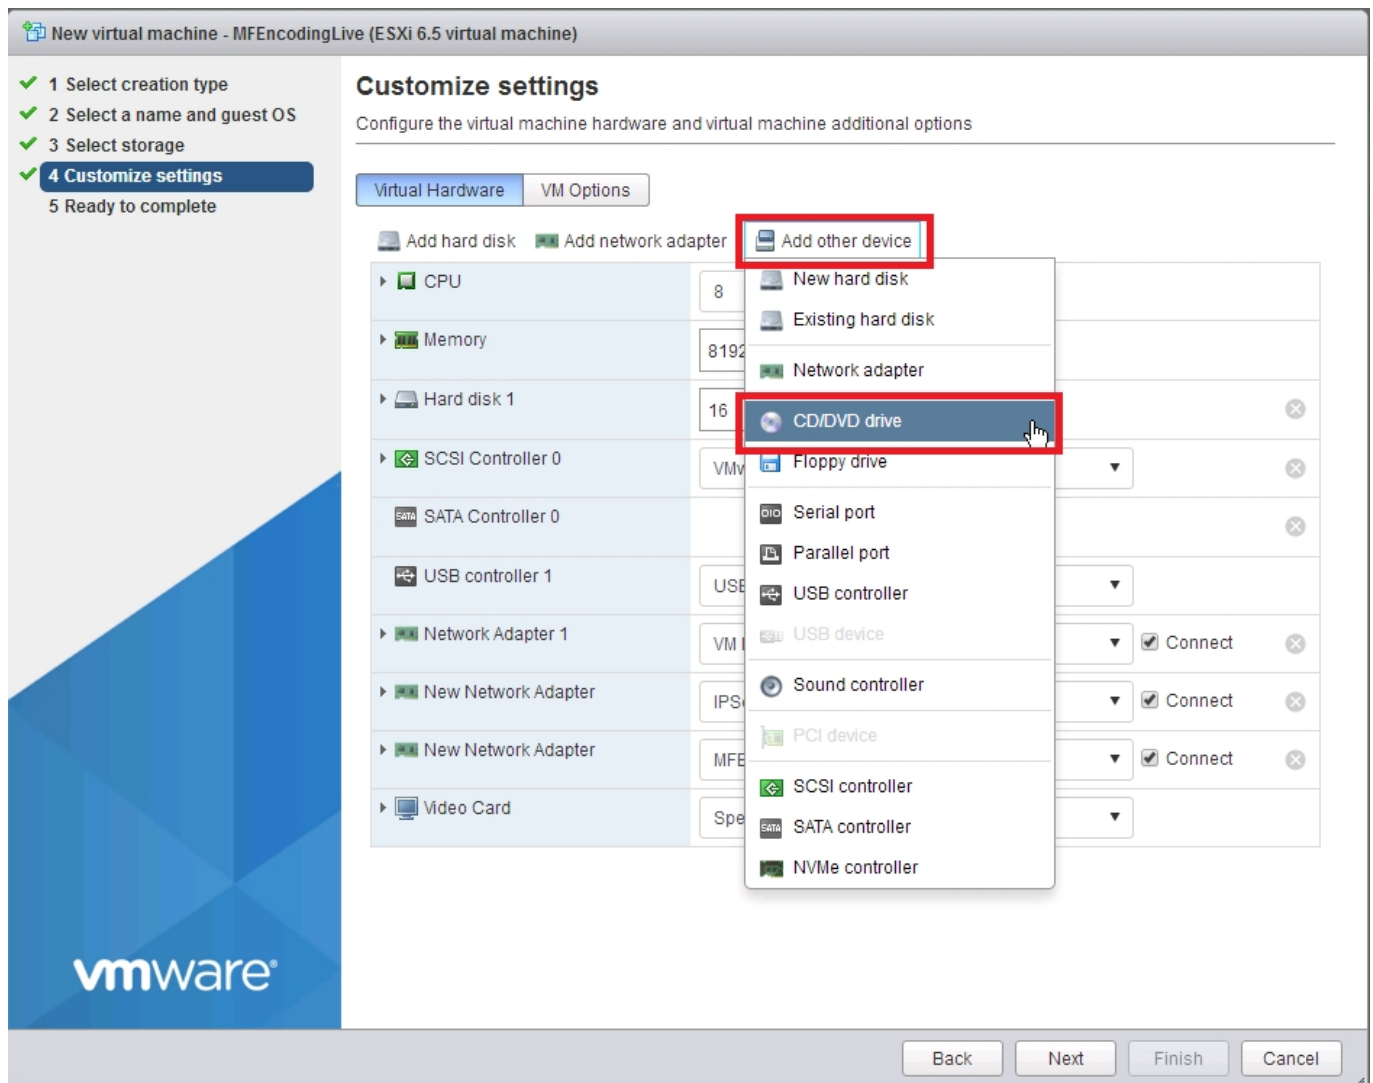 New virtual machine - MFEncodingLive (ESXi 6.5 virtual machine)
1 Select creation type
2 Select a name and guest OS
3 Select storage
4 Customize settings
5 Ready to complete
Customize settings
Configure the virtual machine hardware and virtual machine additional options
Virtual Hardware VM Options
Add hard disk Add network adapter Add other device
CPU 8
Memory 8192
Hard disk 1 16
SCSI Controller 0
SATA SATA Controller 0
USB controller 1 USB
Network Adapter 1 VM Connect
New Network Adapter Connect
New Network Adapter Connect
Video Card
New hard disk
Existing hard disk
Network adapter
CD/DVD drive
Floppy drive
Serial port
Parallel port
USB controller
USB device
Sound controller
PCI device
SCSI controller
SATA SATA controller
NVMe controller
vmware®
Back Next Finish Cancel